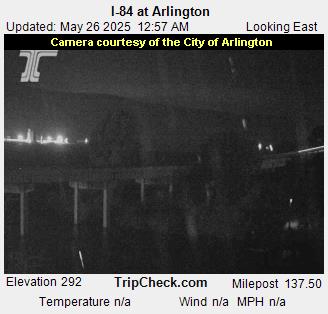 I-84 at Arlington
Updated: May 26 2025 12:57 AM Looking East
Camera courtesy of the City of Arlington
Elevation 292 TripCheck.com Milepost 137.50
Temperature n/a Wind n/a MPH n/a